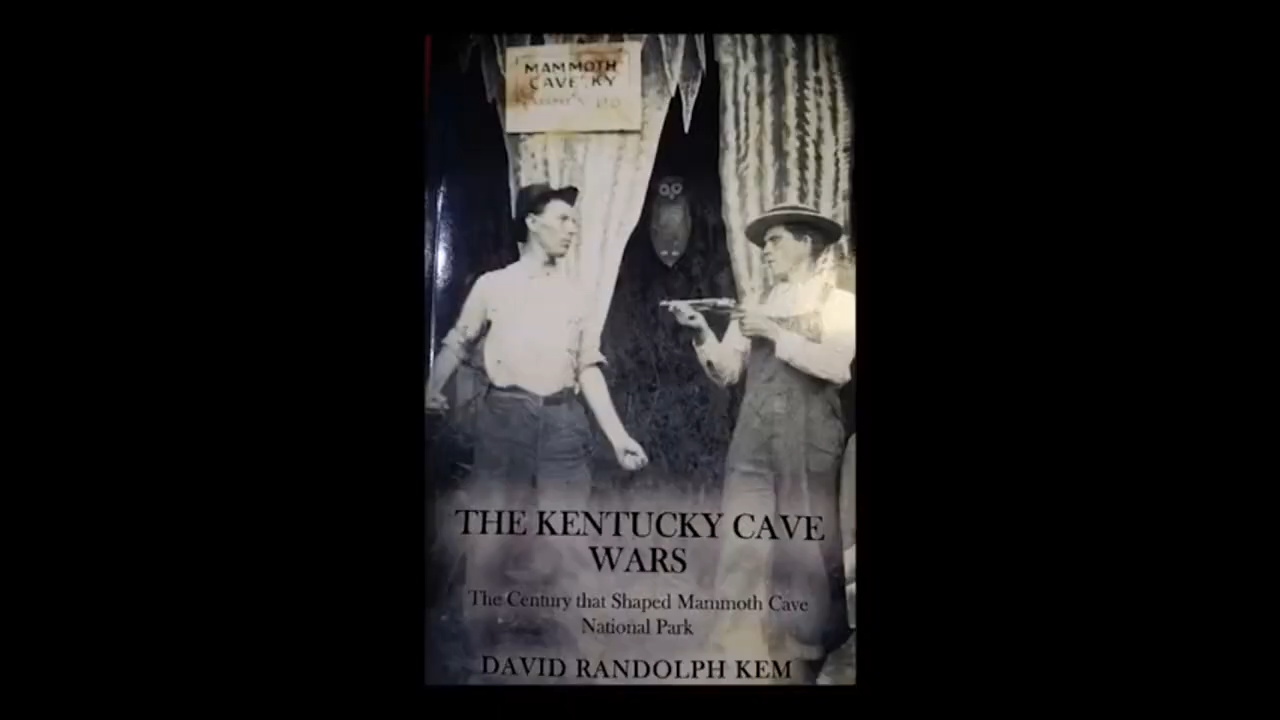 MAMMOTH
CAVE KY
THE KENTUCKY CAVE
WARS
The Century that Shaped Mammoth Cave
National Park
DAVID RANDOLPH KEM